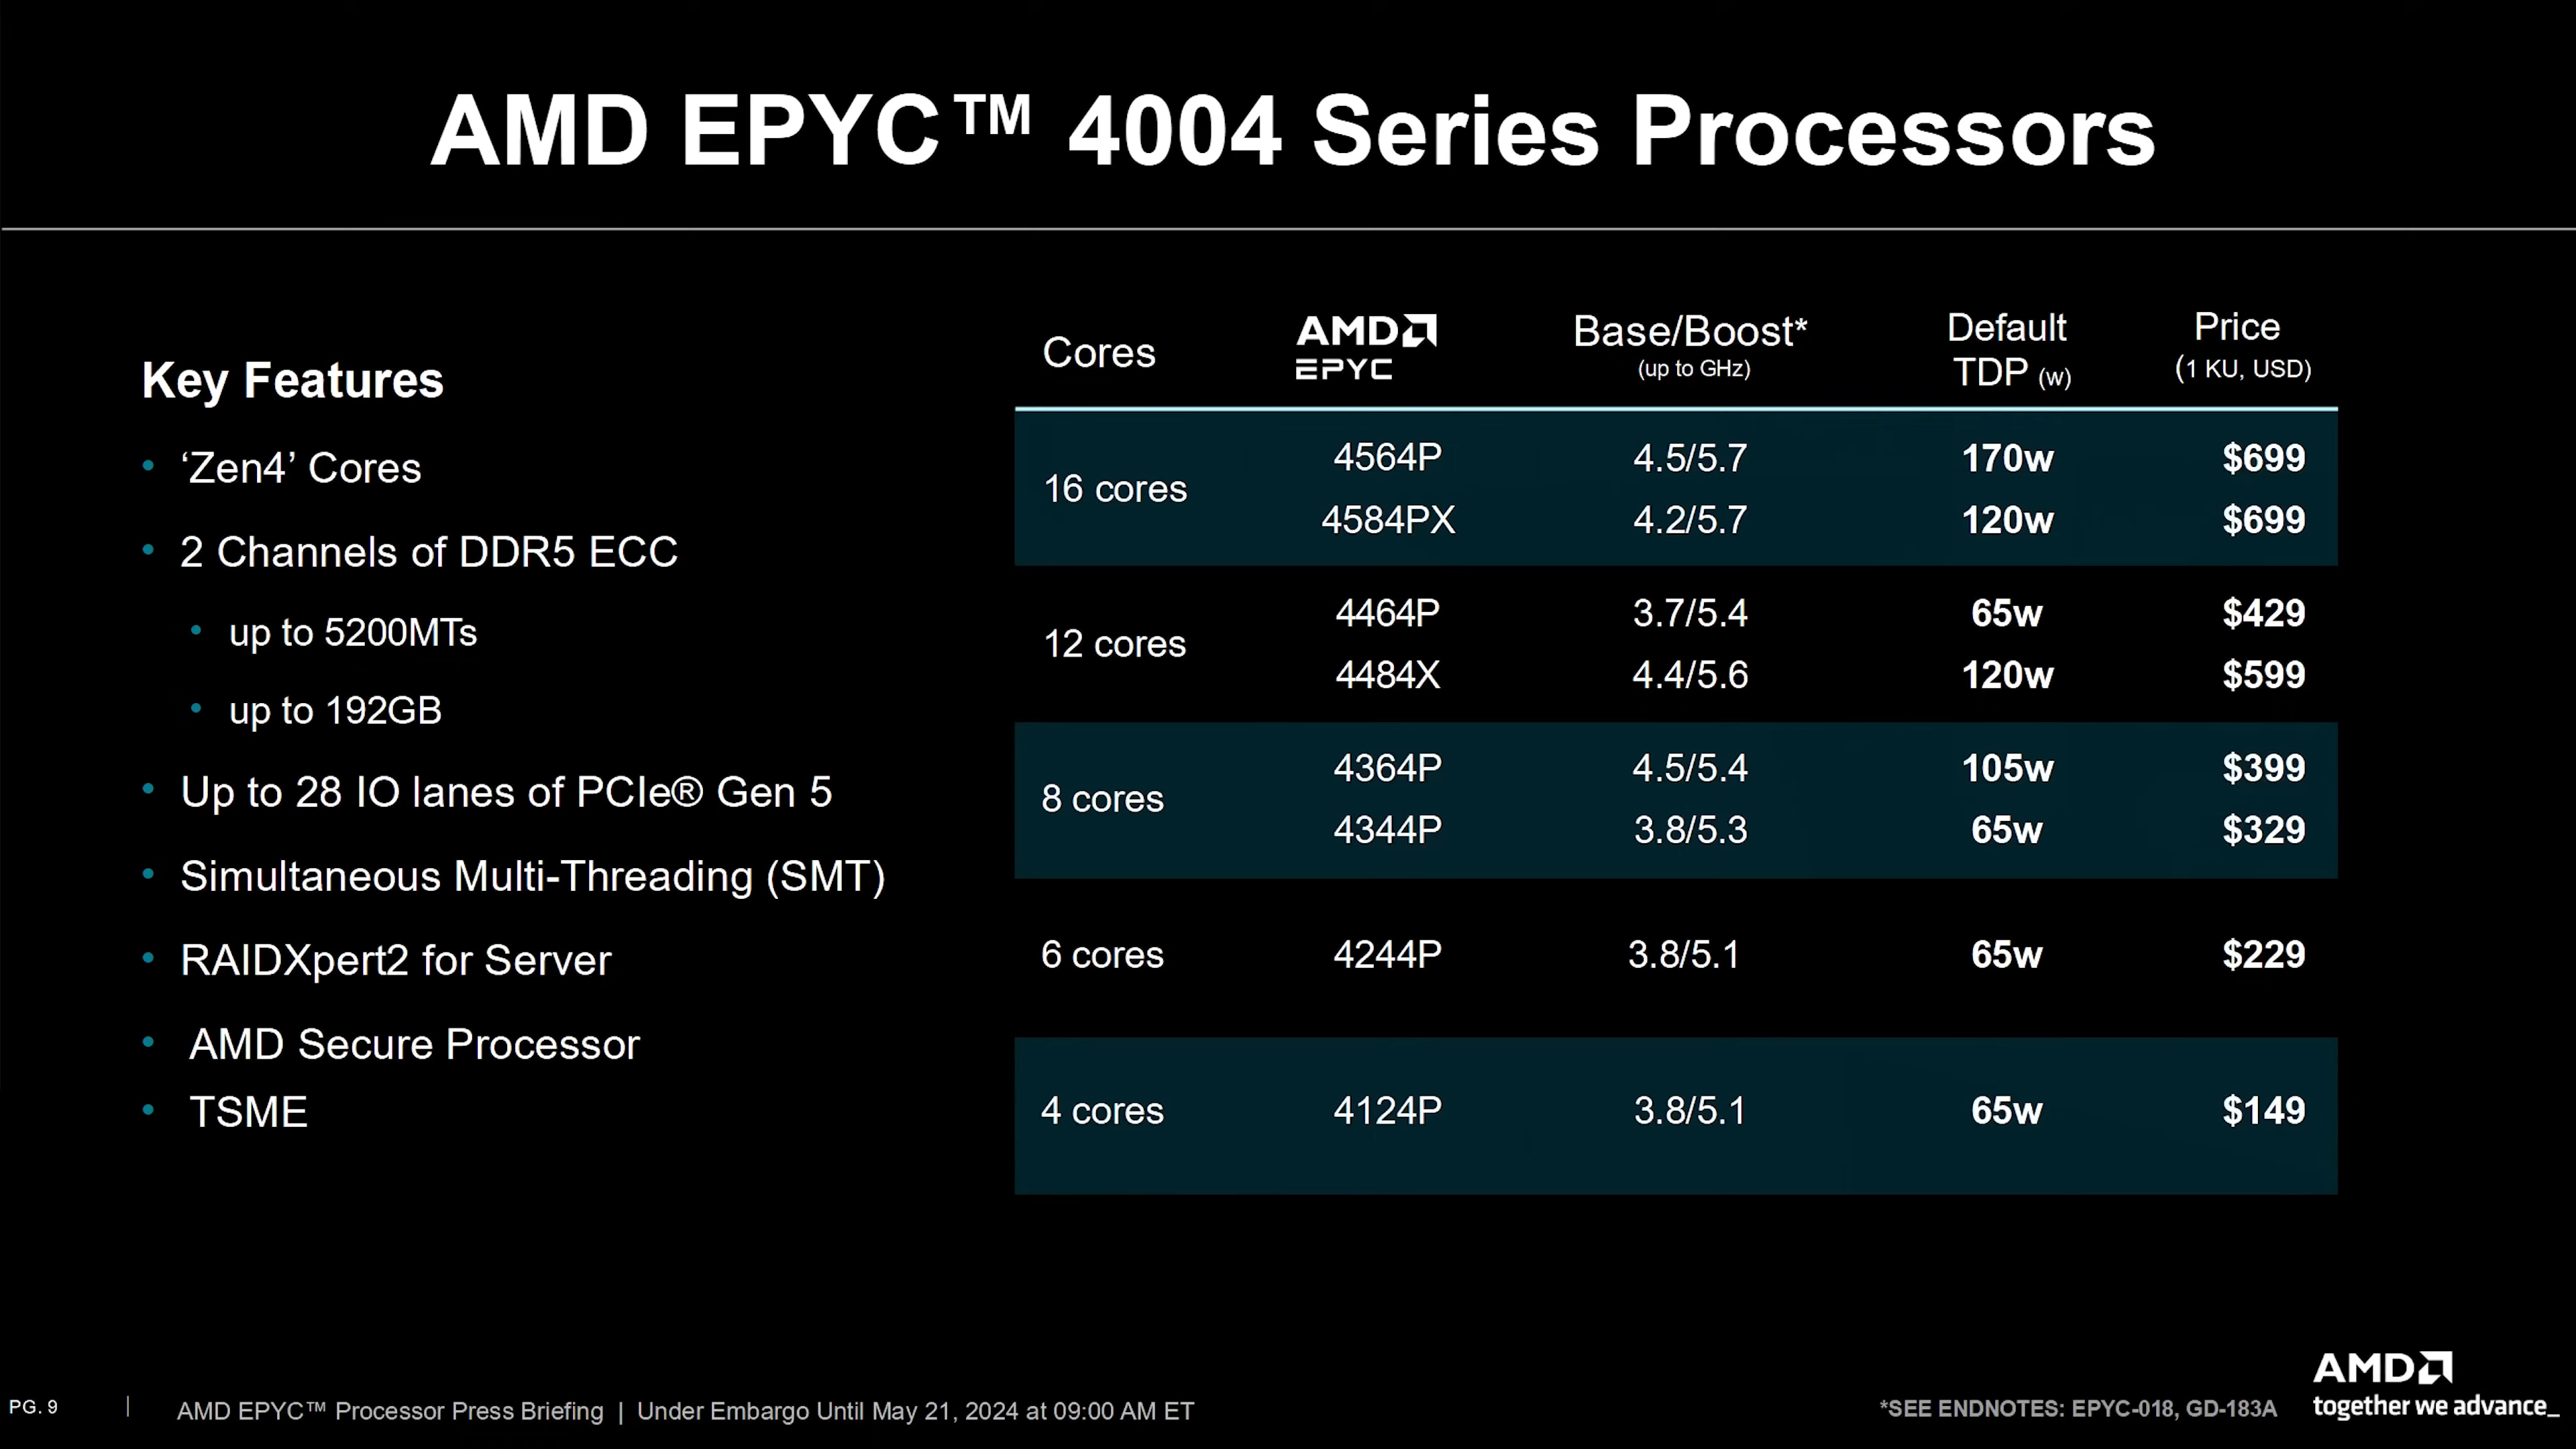 AMD EPYC™ 4004 Series Processors
Key Features
• ‘Zen4’ Cores
• 2 Channels of DDR5 ECC
• up to 5200MTs
• up to 192GB
• Up to 28 IO lanes of PCIe® Gen 5
• Simultaneous Multi-Threading (SMT)
• RAIDXpert2 for Server
• AMD Secure Processor
• TSME
Cores AMD EPYC Base/Boost* (up to GHz) Default TDP (w) Price (1 KU, USD)
16 cores
4564P 4.5/5.7 170w $699
4584PX 4.2/5.7 120w $699
12 cores
4464P 3.7/5.4 65w $429
4484X 4.4/5.6 120w $599
8 cores
4364P 4.5/5.4 105w $399
4344P 3.8/5.3 65w $329
6 cores 4244P 3.8/5.1 65w $229
4 cores 4124P 3.8/5.1 65w $149
PG. 9 | AMD EPYC™ Processor Press Briefing | Under Embargo Until May 21, 2024 at 09:00 AM ET
*SEE ENDNOTES: EPYC-018, GD-183A
AMD
together we advance_